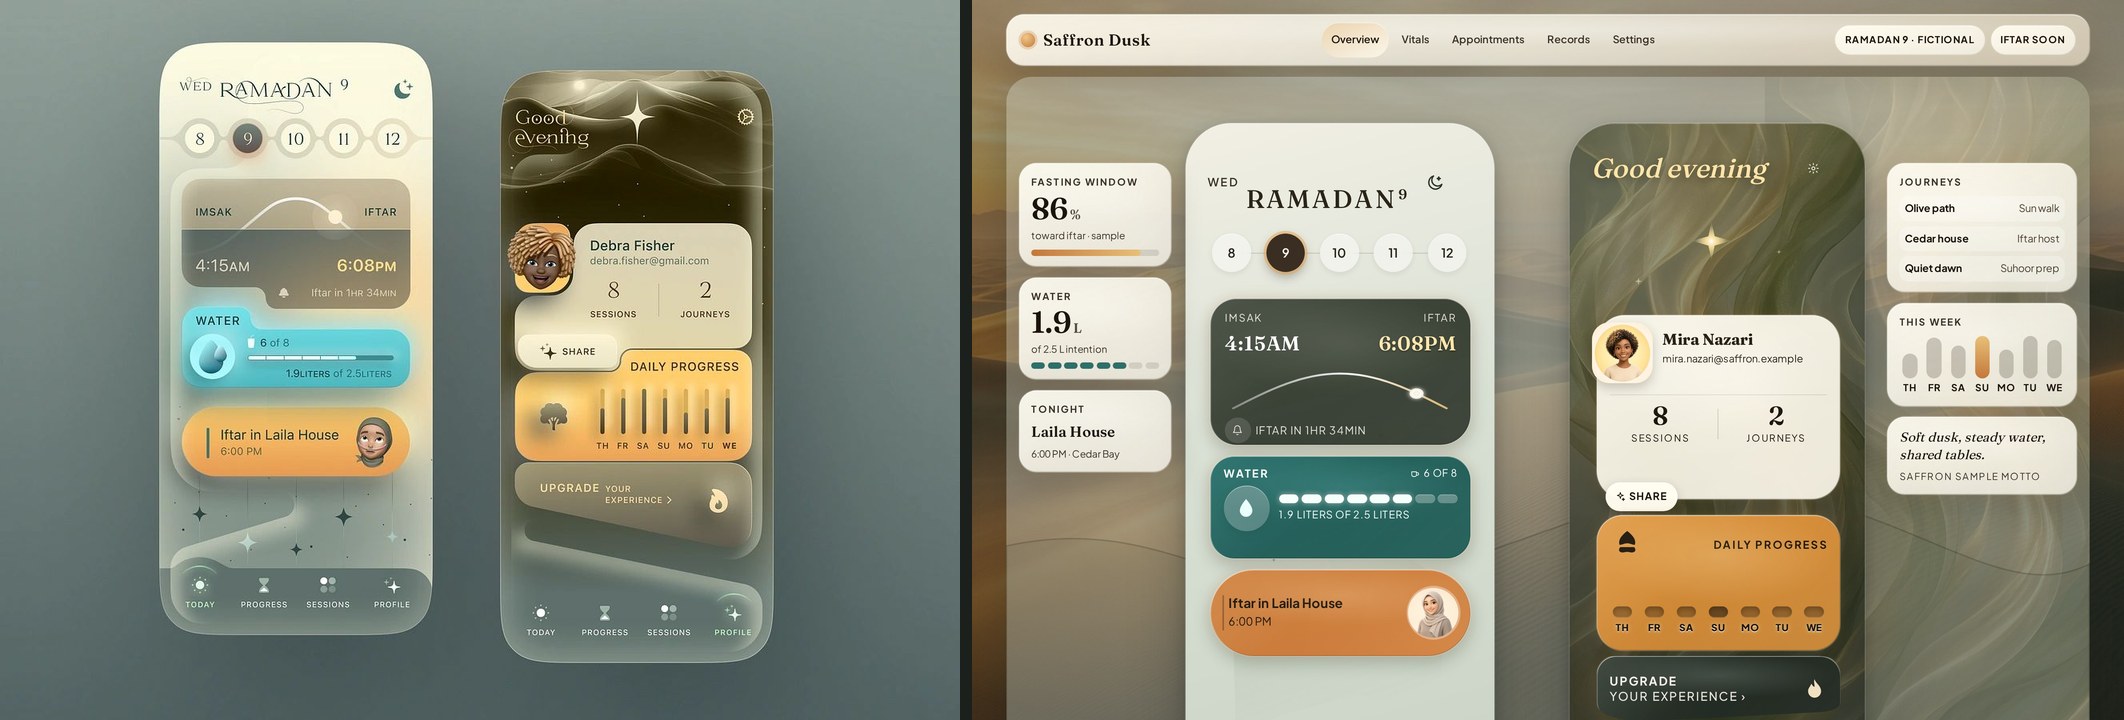 WED RAMADAN 9
8 9 10 11 12
IMSAK IFTAR
4:15AM 6:08PM
Iftar in 1HR 34MIN
WATER
6 of 8
1.9LITERS of 2.5LITERS
Iftar in Laila House
6:00 PM
TODAY PROGRESS SESSIONS PROFILE
Good
evening
Debra Fisher
debra.fisher@gmail.com
8 2
SESSIONS JOURNEYS
SHARE
DAILY PROGRESS
TH FR SA SU MO TU WE
UPGRADE YOUR
EXPERIENCE >
TODAY PROGRESS SESSIONS PROFILE
Saffron Dusk
Overview Vitals Appointments Records Settings
RAMADAN 9 · FICTIONAL IFTAR SOON
FASTING WINDOW
86%
toward iftar · sample
WATER
1.9L
of 2.5 L intention
TONIGHT
Laila House
6:00 PM · Cedar Bay
WED
RAMADAN 9
8 9 10 11 12
IMSAK IFTAR
4:15AM 6:08PM
IFTAR IN 1HR 34MIN
WATER 6 OF 8
1.9 LITERS OF 2.5 LITERS
Iftar in Laila House
6:00 PM
Good evening
Mira Nazari
mira.nazari@saffron.example
8 2
SESSIONS JOURNEYS
SHARE
DAILY PROGRESS
TH FR SA SU MO TU WE
UPGRADE
YOUR EXPERIENCE ›
JOURNEYS
Olive path Sun walk
Cedar house Iftar host
Quiet dawn Suhoor prep
THIS WEEK
TH FR SA SU MO TU WE
Soft dusk, steady water,
shared tables.
SAFFRON SAMPLE MOTTO